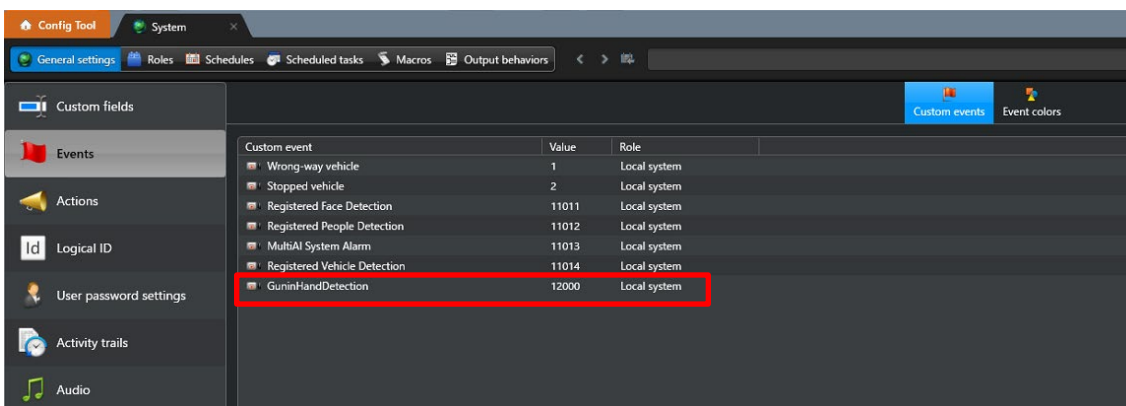 Config Tool System
General settings Roles Schedules Scheduled tasks Macros Output behaviors
Custom fields
Custom events Event colors
Events
Custom event Value Role
Wrong-way vehicle 1 Local system
Stopped vehicle 2 Local system
Actions
Registered Face Detection 11011 Local system
Registered People Detection 11012 Local system
Id Logical ID
MultiAI System Alarm 11013 Local system
Registered Vehicle Detection 11014 Local system
GuninHandDetection 12000 Local system
User password settings
Activity trails
Audio